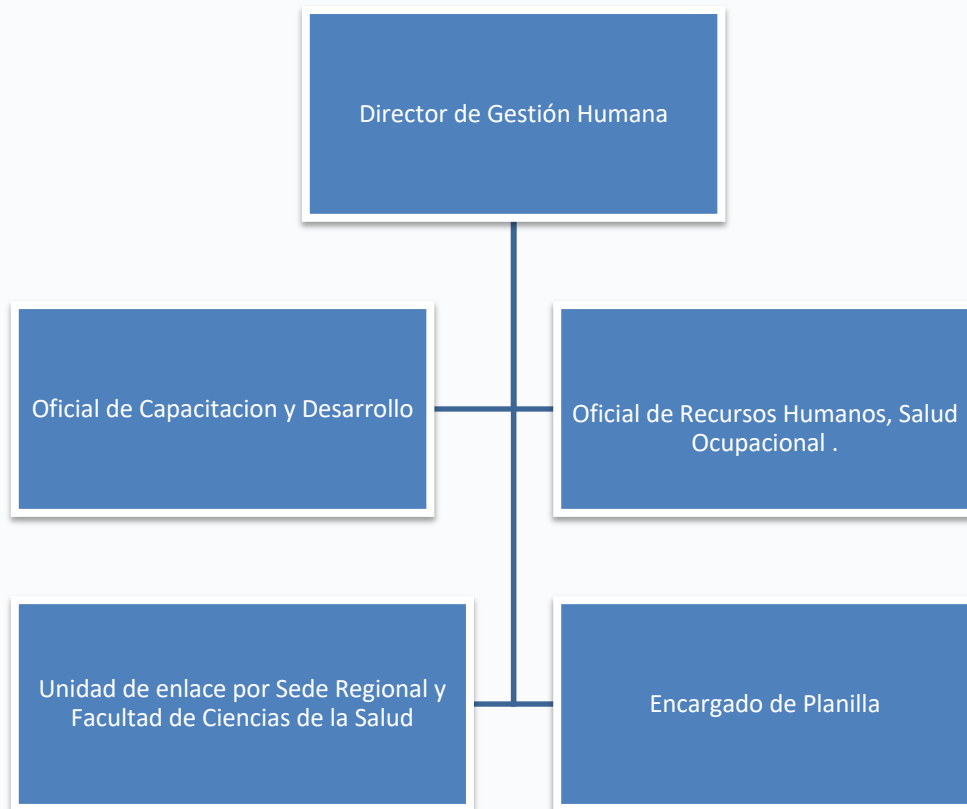 Director de Gestión Humana
Oficial de Capacitacion y Desarrollo
Oficial de Recursos Humanos, Salud
Ocupacional .
Unidad de enlace por Sede Regional y
Facultad de Ciencias de la Salud
Encargado de Planilla